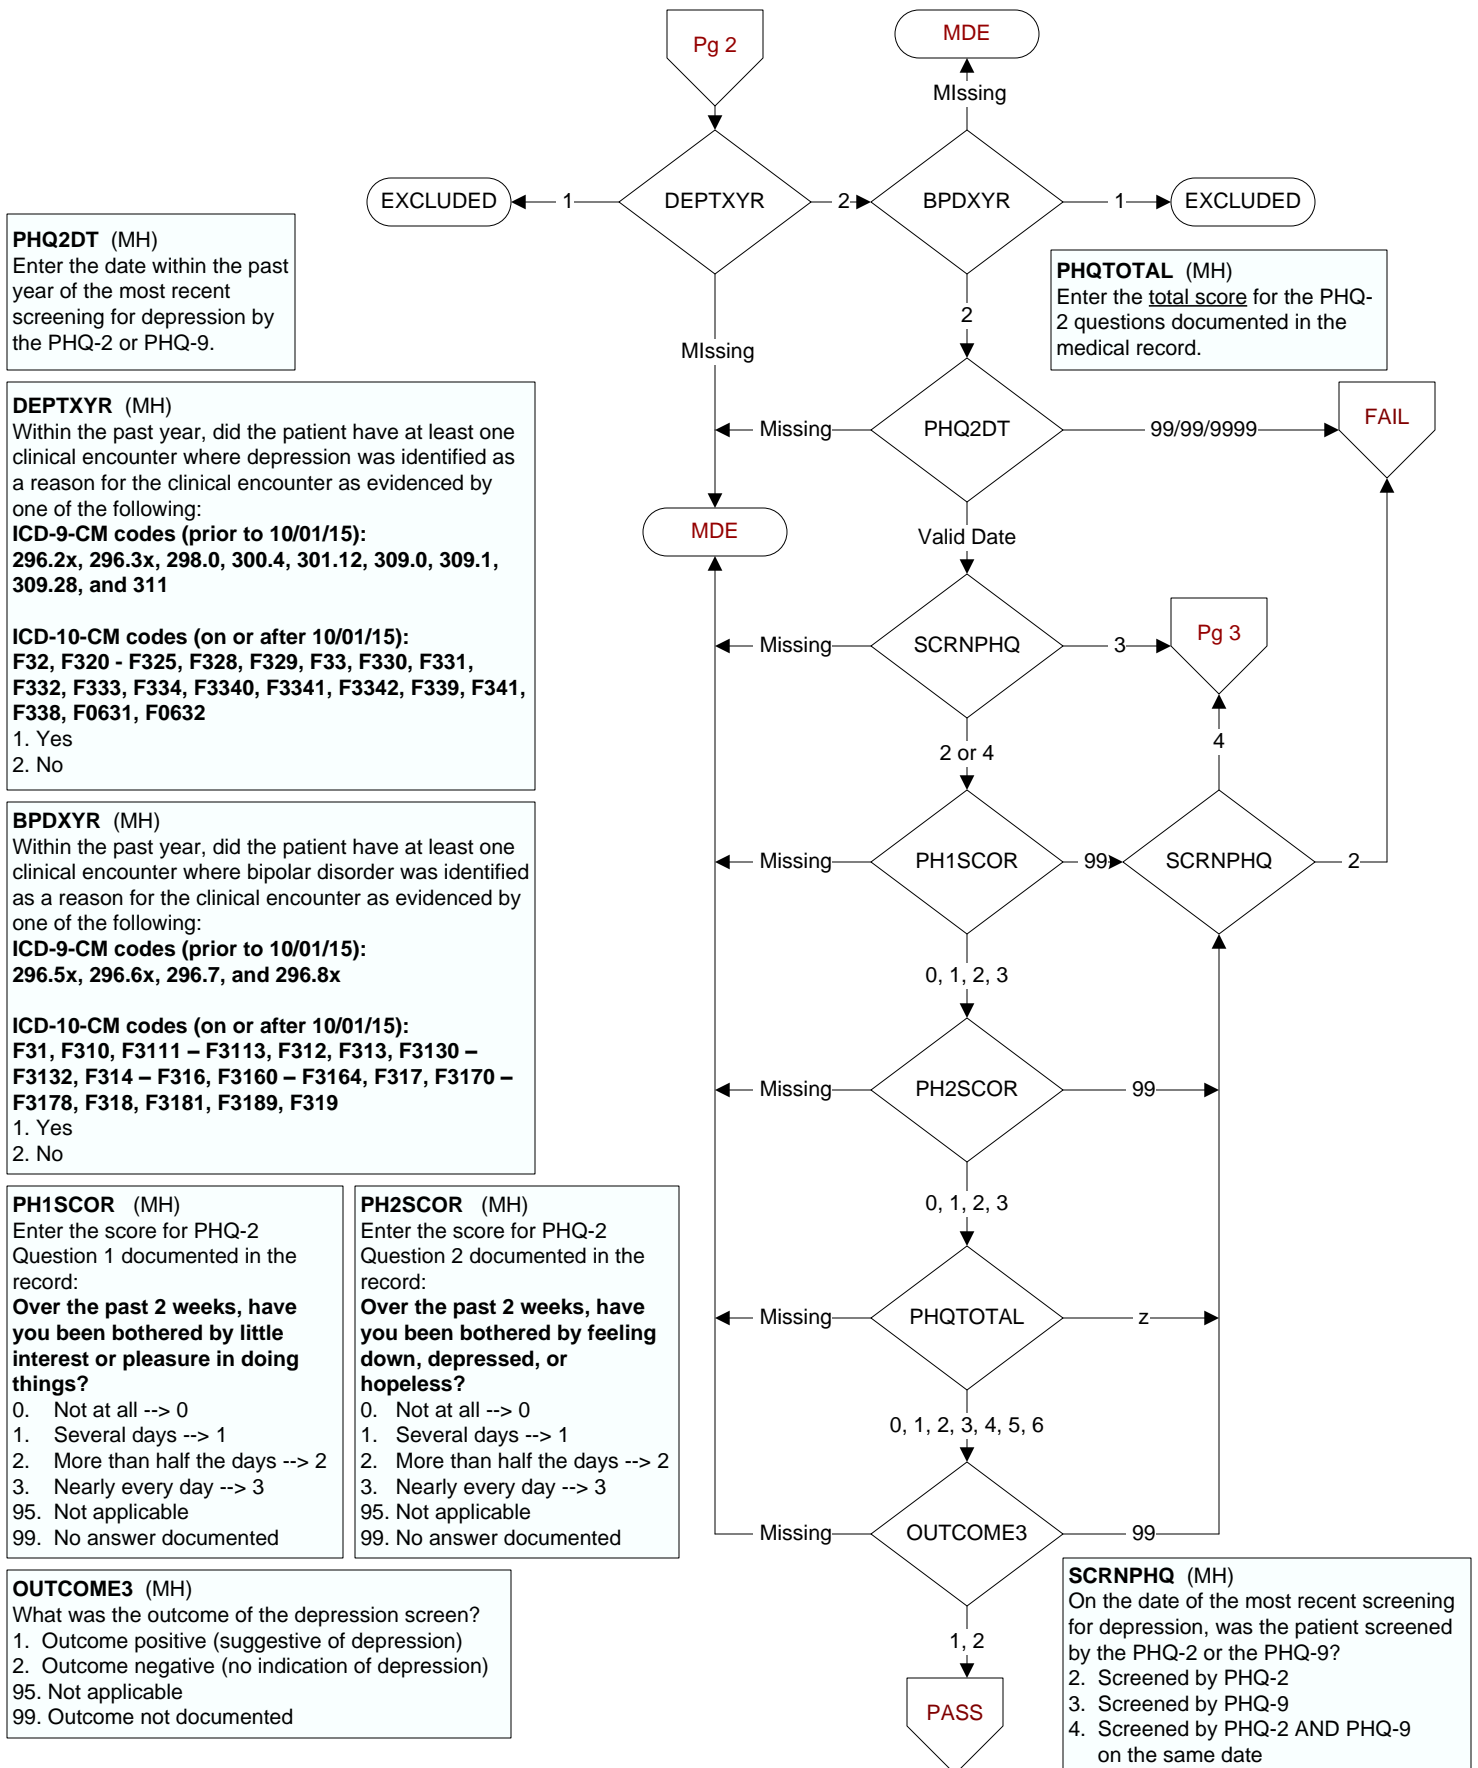 Pg 2
MDE
MIssing
EXCLUDED
1
DEPTXYR
2
BPDXYR
1
EXCLUDED
PHQ2DT (MH)
Enter the date within the past
year of the most recent
screening for depression by
the PHQ-2 or PHQ-9.
PHQTOTAL (MH)
Enter the total score for the PHQ-
2 questions documented in the
medical record.
2
MIssing
DEPTXYR (MH)
Within the past year, did the patient have at least one
clinical encounter where depression was identified as
a reason for the clinical encounter as evidenced by
one of the following:
ICD-9-CM codes (prior to 10/01/15):
296.2x, 296.3x, 298.0, 300.4, 301.12, 309.0, 309.1,
309.28, and 311
ICD-10-CM codes (on or after 10/01/15):
F32, F320 - F325, F328, F329, F33, F330, F331,
F332, F333, F334, F3340, F3341, F3342, F339, F341,
F338, F0631, F0632
1. Yes
2. No
Missing
PHQ2DT
99/99/9999
FAIL
MDE
Valid Date
Missing
SCRNPHQ
3
Pg 3
2 or 4
4
BPDXYR (MH)
Within the past year, did the patient have at least one
clinical encounter where bipolar disorder was identified
as a reason for the clinical encounter as evidenced by
one of the following:
ICD-9-CM codes (prior to 10/01/15):
296.5x, 296.6x, 296.7, and 296.8x
ICD-10-CM codes (on or after 10/01/15):
F31, F310, F3111 – F3113, F312, F313, F3130 –
F3132, F314 – F316, F3160 – F3164, F317, F3170 –
F3178, F318, F3181, F3189, F319
1. Yes
2. No
Missing
PH1SCOR
99
SCRNPHQ
2
0, 1, 2, 3
Missing
PH2SCOR
99
0, 1, 2, 3
PH1SCOR (MH)
Enter the score for PHQ-2
Question 1 documented in the
record:
Over the past 2 weeks, have
you been bothered by little
interest or pleasure in doing
things?
0. Not at all --> 0
1. Several days --> 1
2. More than half the days --> 2
3. Nearly every day --> 3
95. Not applicable
99. No answer documented
PH2SCOR (MH)
Enter the score for PHQ-2
Question 2 documented in the
record:
Over the past 2 weeks, have
you been bothered by feeling
down, depressed, or
hopeless?
0. Not at all --> 0
1. Several days --> 1
2. More than half the days --> 2
3. Nearly every day --> 3
95. Not applicable
99. No answer documented
Missing
PHQTOTAL
z
0, 1, 2, 3, 4, 5, 6
Missing
OUTCOME3
99
1, 2
PASS
OUTCOME3 (MH)
What was the outcome of the depression screen?
1. Outcome positive (suggestive of depression)
2. Outcome negative (no indication of depression)
95. Not applicable
99. Outcome not documented
SCRNPHQ (MH)
On the date of the most recent screening
for depression, was the patient screened
by the PHQ-2 or the PHQ-9?
2. Screened by PHQ-2
3. Screened by PHQ-9
4. Screened by PHQ-2 AND PHQ-9
on the same date